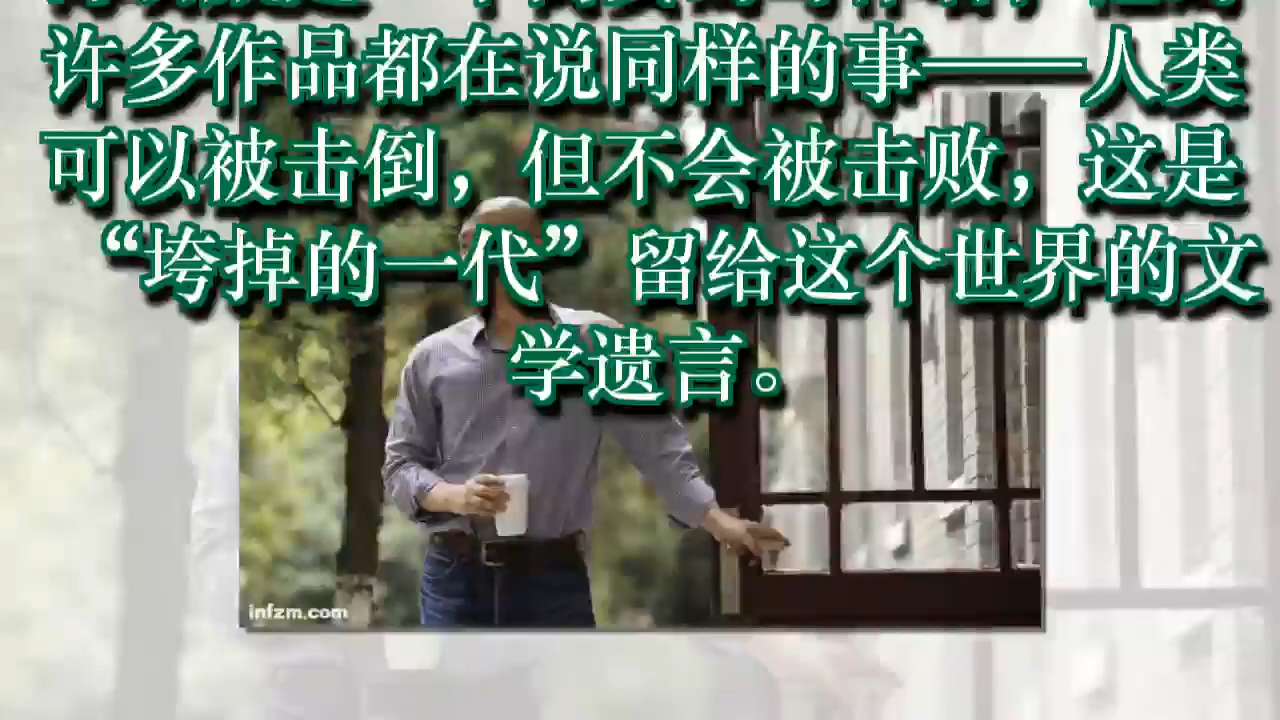 许多作品都在说同样的事——人类
可以被击倒，但不会被击败，这是
“垮掉的一代”留给这个世界的文
学遗言。
infzm.com